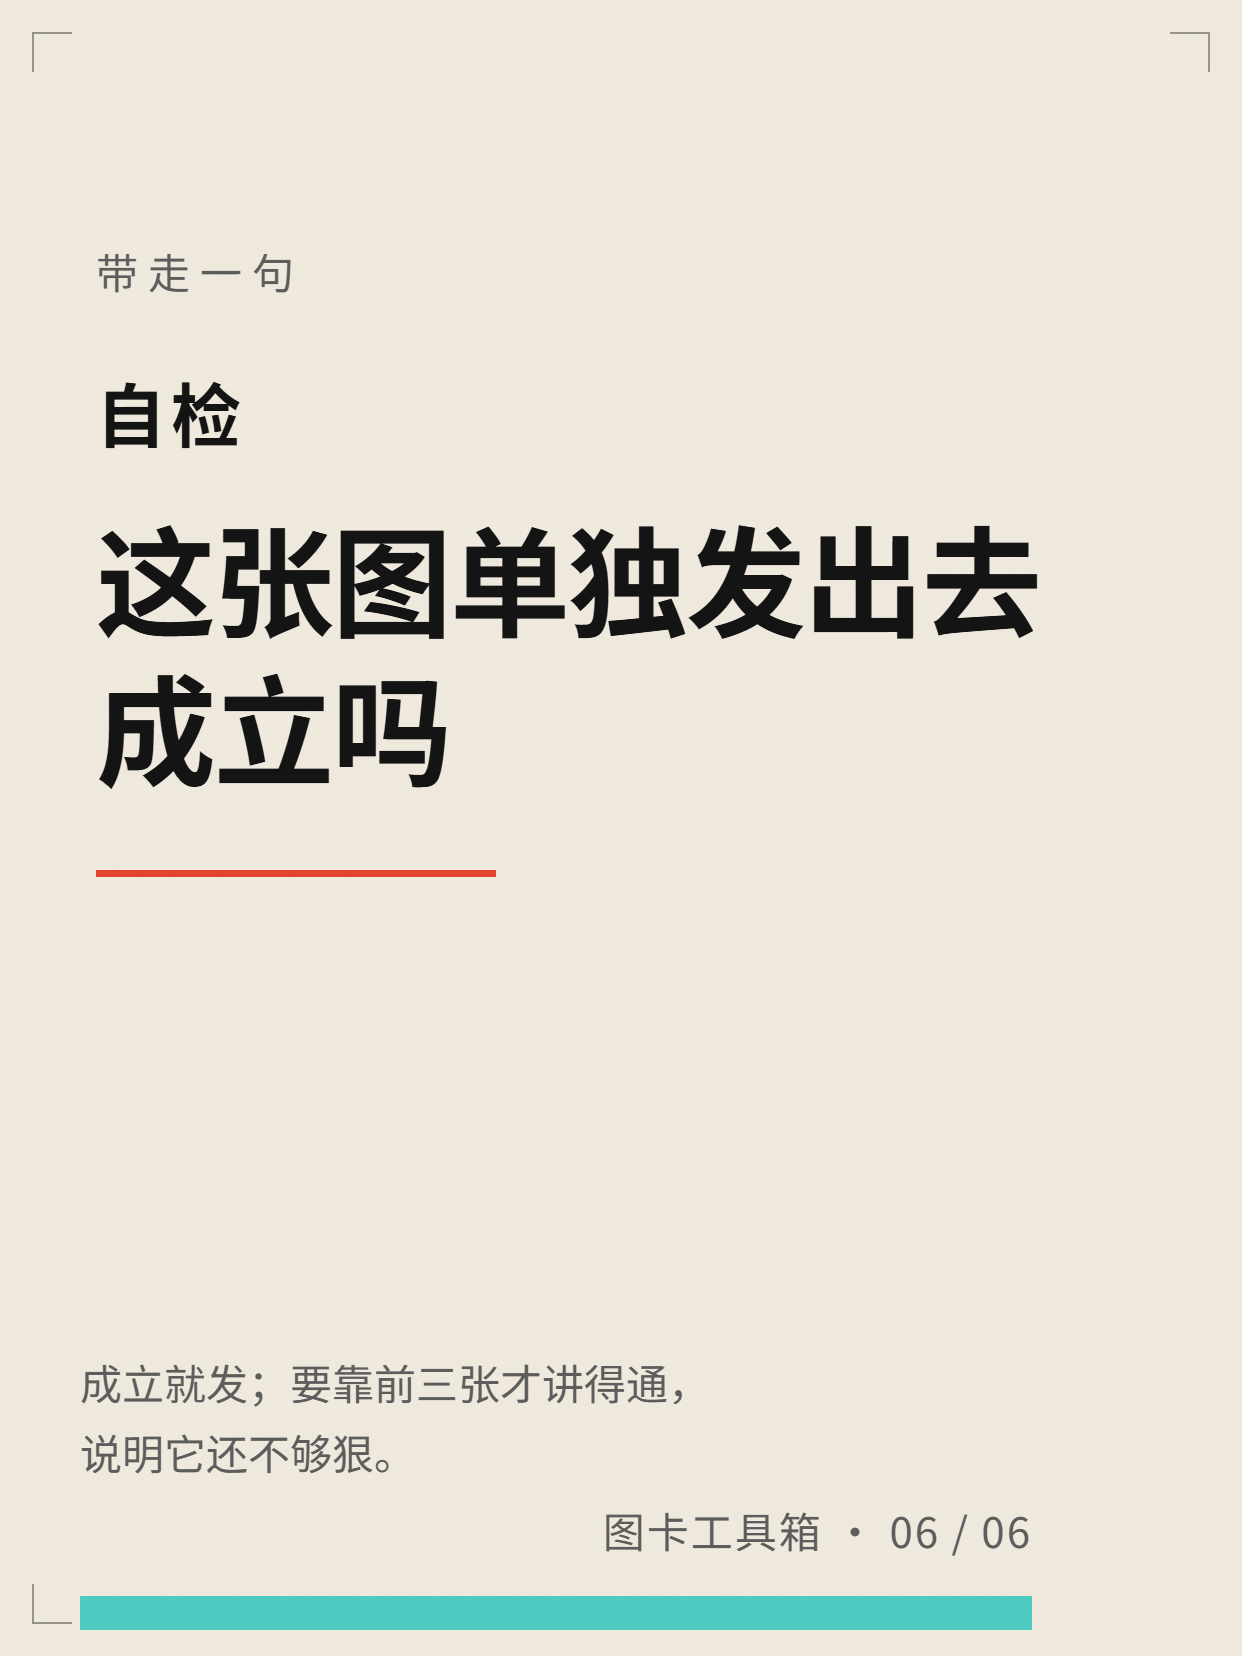 带走一句
自检
这张图单独发出去
成立吗
成立就发；要靠前三张才讲得通，
说明它还不够狠。
图卡工具箱 · 06 / 06